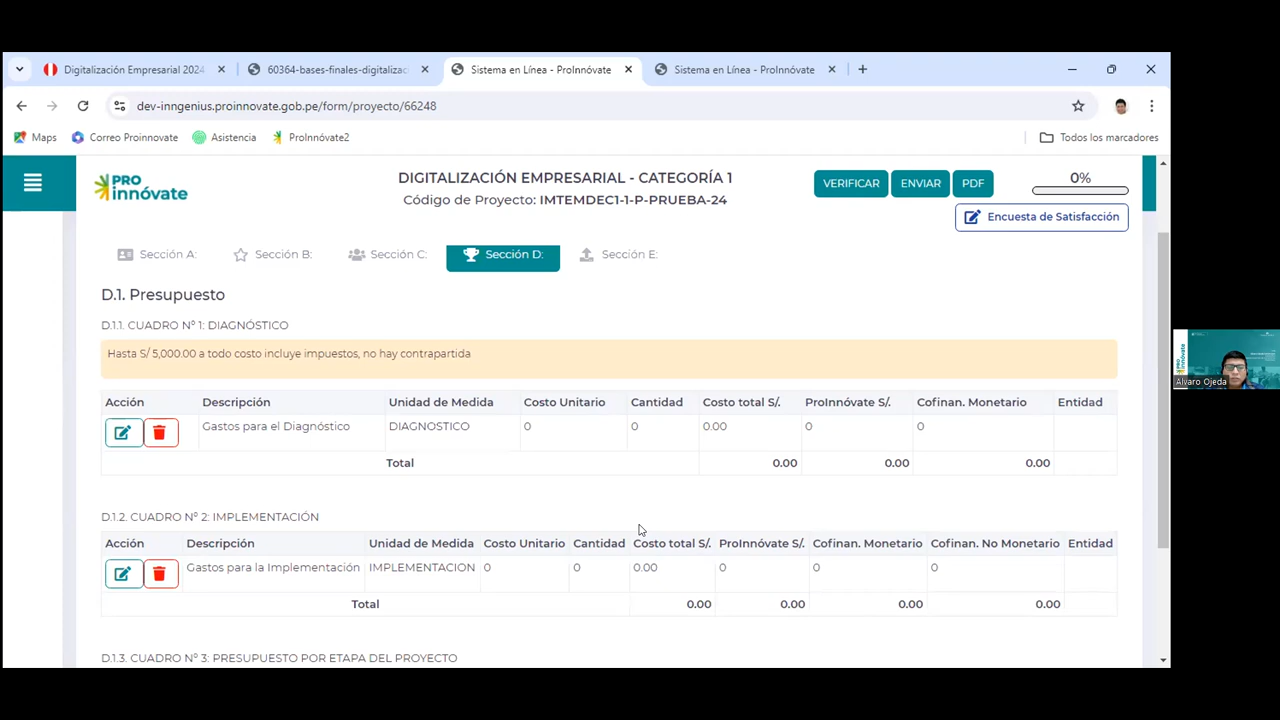 Digitalización Empresarial 2024
60364-bases-finales-digitalizac
Sistema en Línea - ProInnóvate
Sistema en Línea - ProInnóvate
dev-inngenius.proinnovate.gob.pe/form/proyecto/66248
Maps
Correo Proinnovate
Asistencia
ProInnóvate2
Todos los marcadores
PRO
innóvate
DIGITALIZACIÓN EMPRESARIAL - CATEGORÍA 1
Código de Proyecto: IMTEMDEC1-1-P-PRUEBA-24
VERIFICAR
ENVIAR
PDF
0%
Encuesta de Satisfacción
Sección A:
Sección B:
Sección C:
Sección D:
Sección E:
D.1. Presupuesto
D.1.1. CUADRO Nº 1: DIAGNÓSTICO
Hasta S/ 5,000.00 a todo costo incluye impuestos, no hay contrapartida
Acción Descripción Unidad de Medida Costo Unitario Cantidad Costo total S/. ProInnóvate S/. Cofinan. Monetario Entidad
Gastos para el Diagnóstico DIAGNOSTICO 0 0 0.00 0 0
Total 0.00 0.00 0.00
D.1.2. CUADRO Nº 2: IMPLEMENTACIÓN
Acción Descripción Unidad de Medida Costo Unitario Cantidad Costo total S/. ProInnóvate S/. Cofinan. Monetario Cofinan. No Monetario Entidad
Gastos para la Implementación IMPLEMENTACION 0 0 0.00 0 0 0
Total 0.00 0.00 0.00 0.00
D.1.3. CUADRO Nº 3: PRESUPUESTO POR ETAPA DEL PROYECTO
Alvaro Ojeda